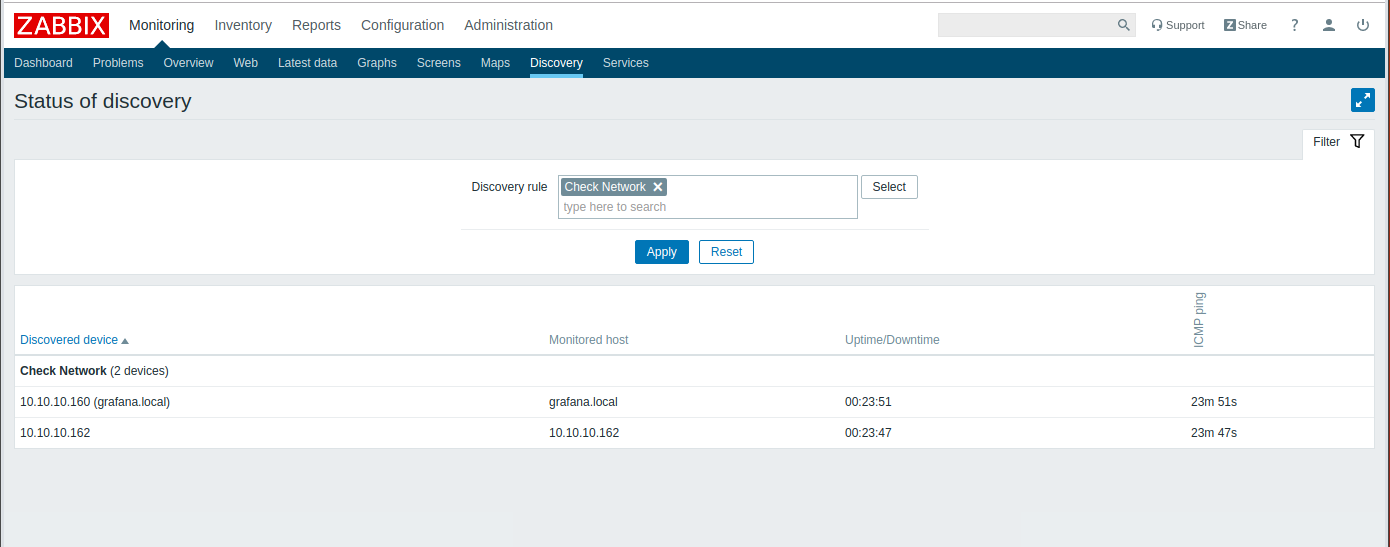 ZABBIX Monitoring Inventory Reports Configuration Administration Support Z Share ?
Dashboard Problems Overview Web Latest data Graphs Screens Maps Discovery Services
Status of discovery
Filter
Discovery rule Check Network Select
type here to search
Apply Reset
Discovered device Monitored host Uptime/Downtime ICMP ping
Check Network (2 devices)
10.10.10.160 (grafana.local) grafana.local 00:23:51 23m 51s
10.10.10.162 10.10.10.162 00:23:47 23m 47s